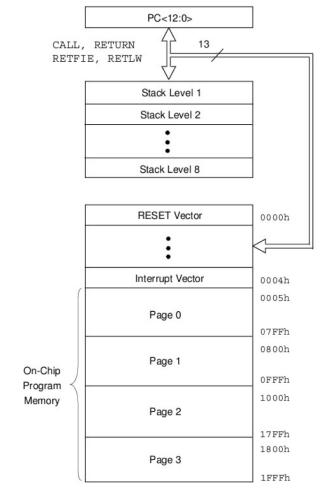 PC<12:0>
CALL, RETURN
RETFIE, RETLW
13
Stack Level 1
Stack Level 2
Stack Level 8
RESET Vector
0000h
Interrupt Vector
0004h
0005h
Page 0
07FFh
0800h
Page 1
0FFFh
On-Chip
Program
Memory
1000h
Page 2
17FFh
1800h
Page 3
1FFFh